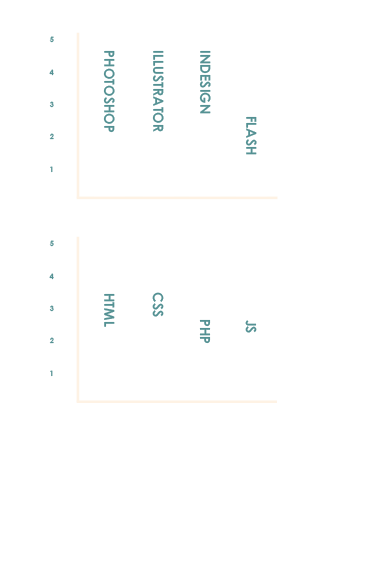 5
4
3
2
1
PHOTOSHOP
ILLUSTRATOR
INDESIGN
FLASH
5
4
3
2
1
HTML
CSS
PHP
JS